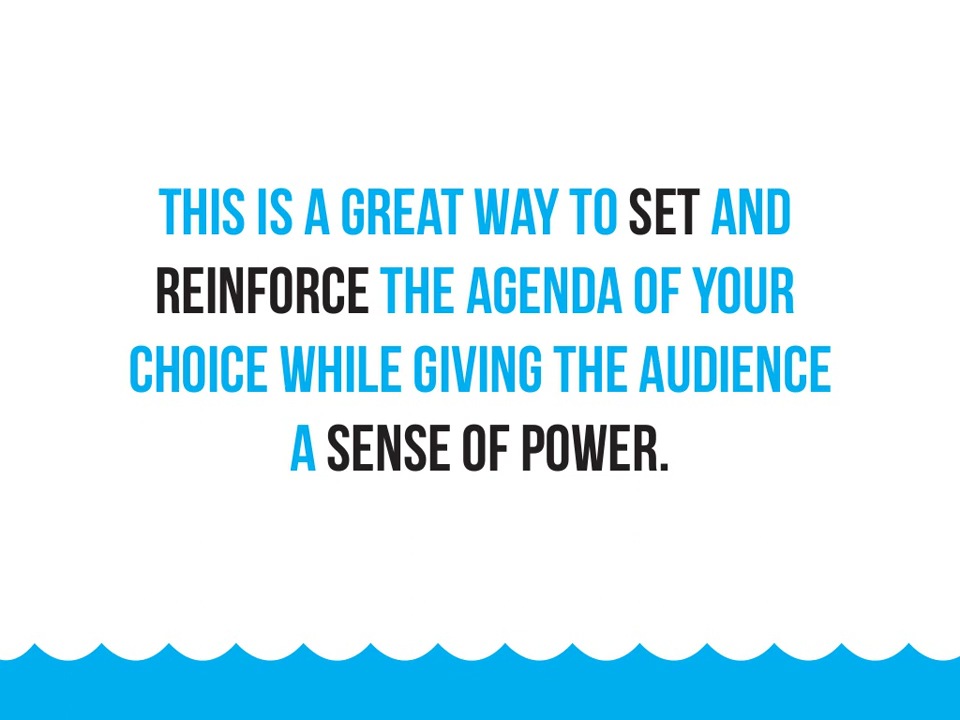 THIS IS A GREAT WAY TO SET AND
REINFORCE THE AGENDA OF YOUR
CHOICE WHILE GIVING THE AUDIENCE
A SENSE OF POWER.